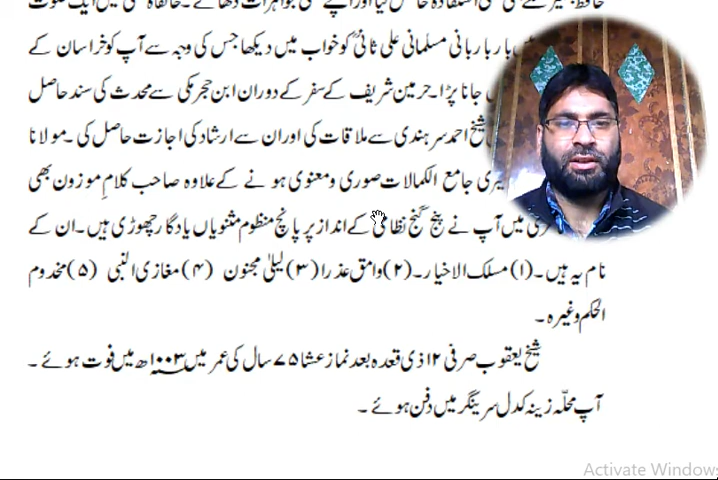 میں بار بار ربانی مسلمانی علی ثانیؒ کو خواب میں دیکھا جس کی وجہ سے آپ کو خراسان کے
جانا پڑا۔ حرمین شریف کے سفر کے دوران ابن حجر مکی سے محدث کی سند حاصل
شیخ احمد سرہندی سے ملاقات کی اور ان سے ارشاد کی اجازت حاصل کی۔ مولانا
جامع الکمالات صوری و معنوی ہونے کے علاوہ صاحب کلامِ موزون بھی
میں آپ نے پنج گنج نظامی کے انداز پر پانچ منظوم مثنویاں یادگار چھوڑی ہیں۔ ان کے
نام یہ ہیں۔ (۱) مسلک الاخیار۔ (۲) وامق عذرا (۳) لیلیٰ مجنون (۴) مغازی النبی (۵) مخدوم
الحکم وغیرہ۔
شیخ یعقوب صرفیؒ ۱۲ ذی قعدہ بعد نماز عشا ۷۵ سال کی عمر میں ۱۰۰۳ھ میں فوت ہوئے۔
آپ محلّہ زینہ کدل سرینگر میں دفن ہوئے۔
Activate Windows